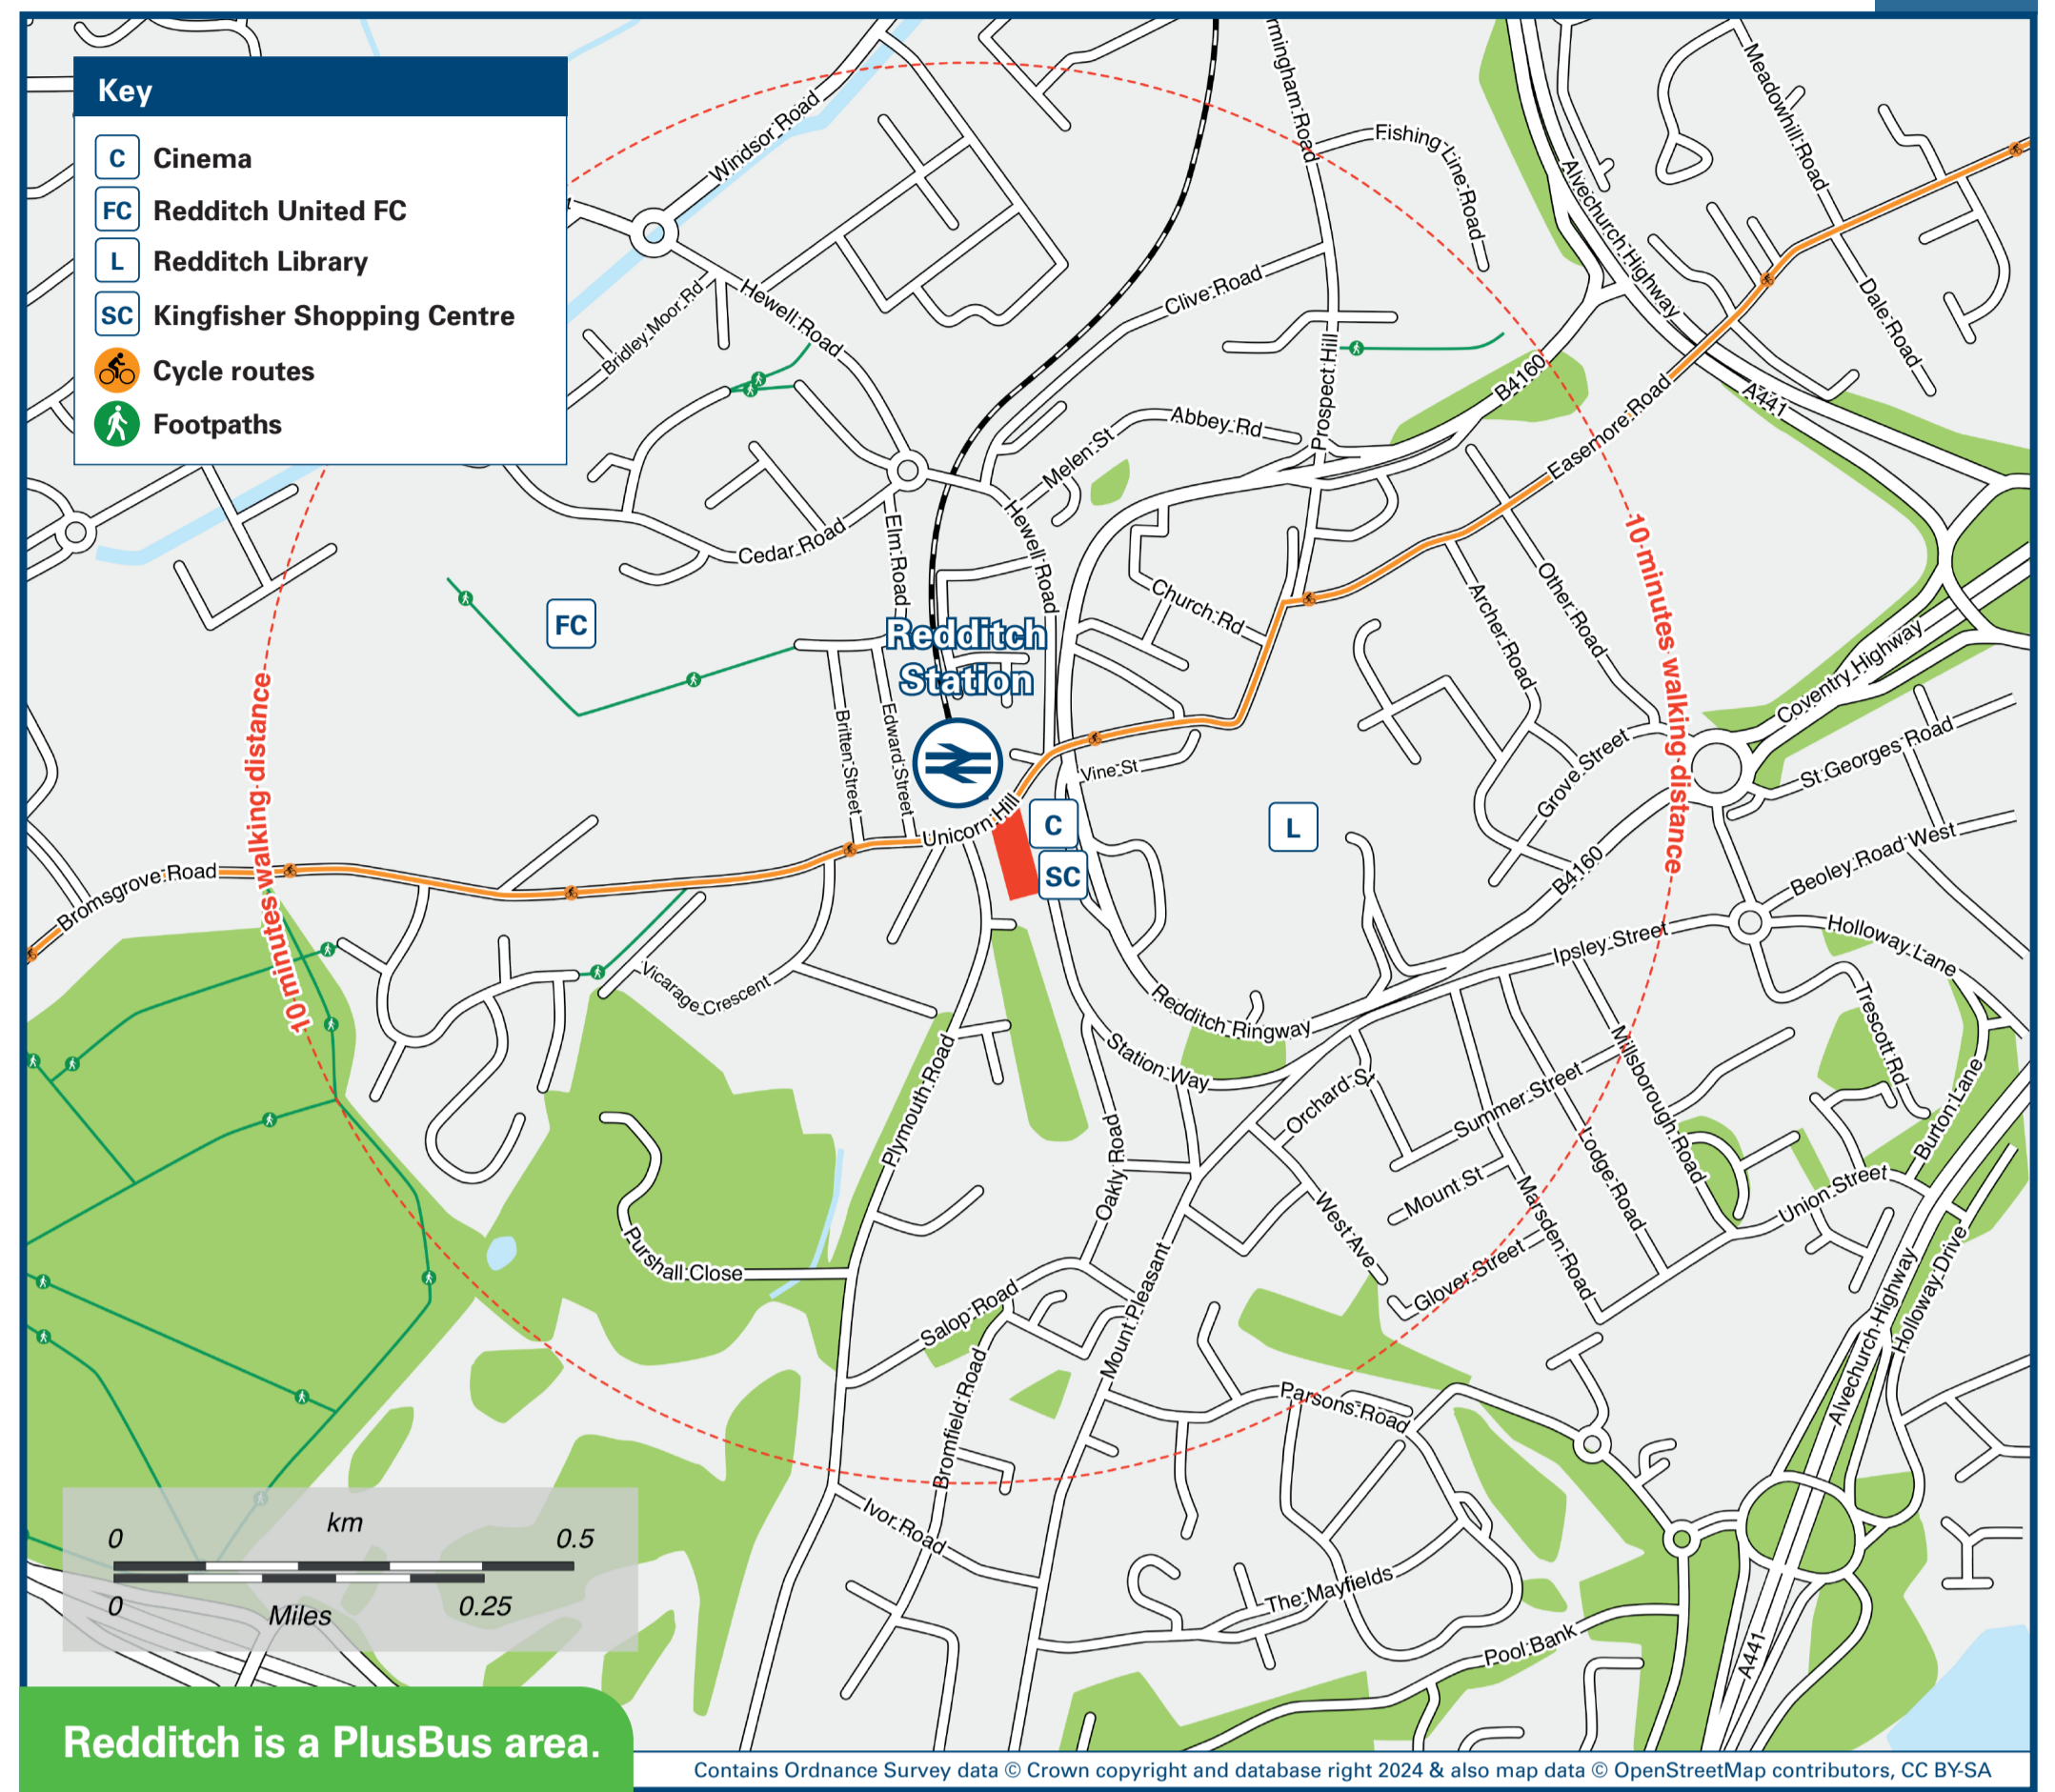 Key
C Cinema
FC Redditch United FC
L Redditch Library
SC Kingfisher Shopping Centre
Cycle routes
Footpaths
Windsor Road
Fishing Line Road
Meadowhill Road
Alvechurch Highway
Dale Road
Bridley Moor Rd
Hewell Road
Clive Road
Prospect Hill
B4160
A441
Easemore Road
Abbey Rd
Melen St
Hewell Road
Cedar Road
Elm Road
Church Rd
Archer Road
Other Road
10 minutes walking distance
Coventry Highway
FC
Redditch
Station
Britten Street
Edward Street
Vine St
Grove Street
St Georges Road
10 minutes walking distance
Unicorn Hill
C
L
SC
Bromsgrove Road
B4160
Beoley Road West
Ipsley Street
Holloway Lane
Vicarage Crescent
Redditch Ringway
Station Way
Trescott Rd
Plymouth Road
Orchard St
Summer Street
Millsborough Road
Burton Lane
Oakly Road
Mount St
Marsden Road
Lodge Road
Union Street
West Ave
Purshall Close
Glover Street
Salop Road
Mount Pleasant
Alvechurch Highway
Holloway Drive
Bromfield Road
Parsons Road
Ivor Road
The Mayfields
Pool Bank
A441
0 km 0.5
0 Miles 0.25
Redditch is a PlusBus area.
Contains Ordnance Survey data © Crown copyright and database right 2024 & also map data © OpenStreetMap contributors, CC BY-SA